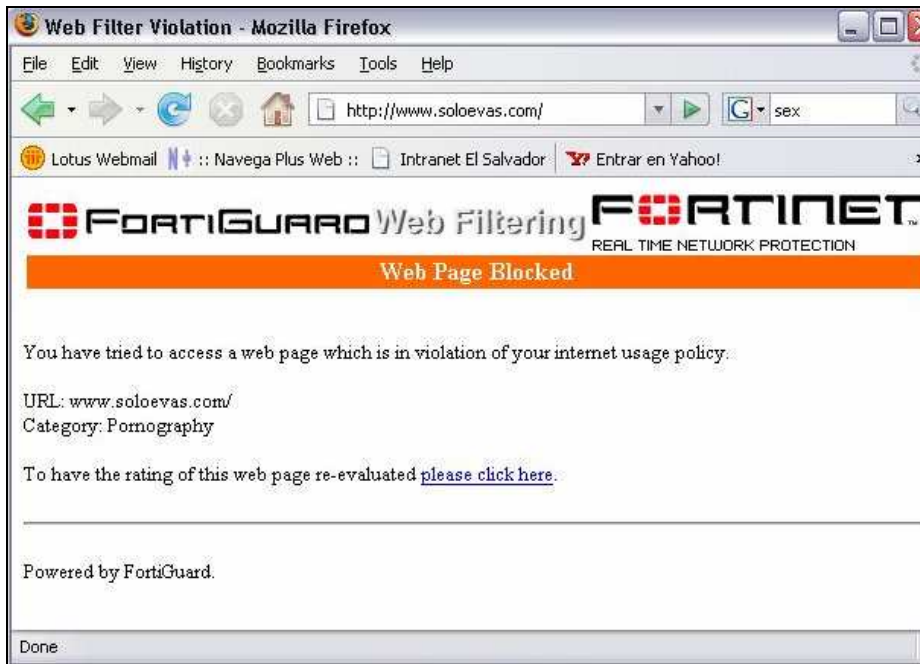 Web Filter Violation - Mozilla Firefox
File Edit View History Bookmarks Tools Help
http://www.soloevas.com/ G sex
Lotus Webmail N :: Navega Plus Web :: Intranet El Salvador Y? Entrar en Yahoo!
FORTIGUARD Web Filtering FORTINET™
REAL TIME NETWORK PROTECTION
Web Page Blocked
You have tried to access a web page which is in violation of your internet usage policy.
URL: www.soloevas.com/
Category: Pornography
To have the rating of this web page re-evaluated please click here.
Powered by FortiGuard.
Done